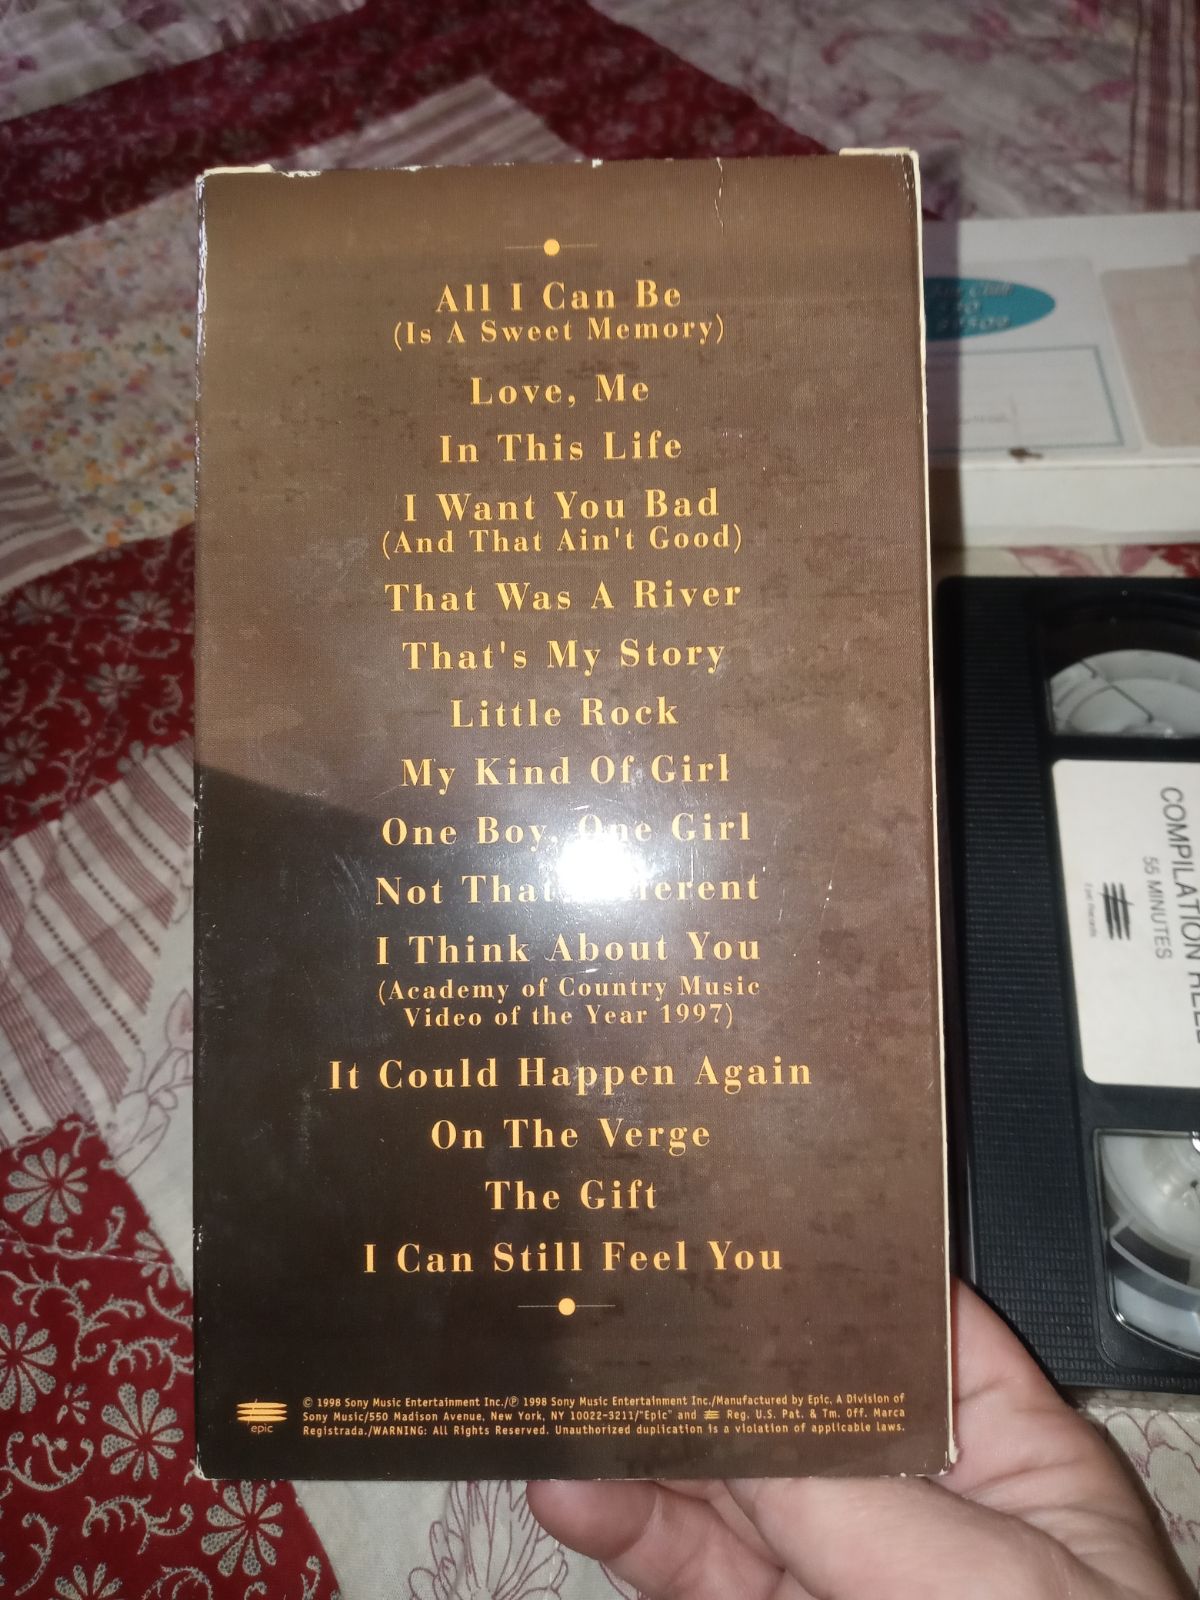 All I Can Be
(Is A Sweet Memory)
Love, Me
In This Life
I Want You Bad
(And That Ain't Good)
That Was A River
That's My Story
Little Rock
My Kind Of Girl
One Boy, One Girl
Not That
I Think About You
(Academy of Country Music
Video of the Year 1997)
It Could Happen Again
On The Verge
The Gift
I Can Still Feel You
epic
© 1998 Sony Music Entertainment Inc./℗ 1998 Sony Music Entertainment Inc./Manufactured by Epic, A Division of
Sony Music/550 Madison Avenue, New York, NY 10022-3211/"Epic" and Reg. U.S. Pat. & Tm. Off. Marca
Registrada./WARNING: All Rights Reserved. Unauthorized duplication is a violation of applicable laws.
COMPILATION
55 MINUTES